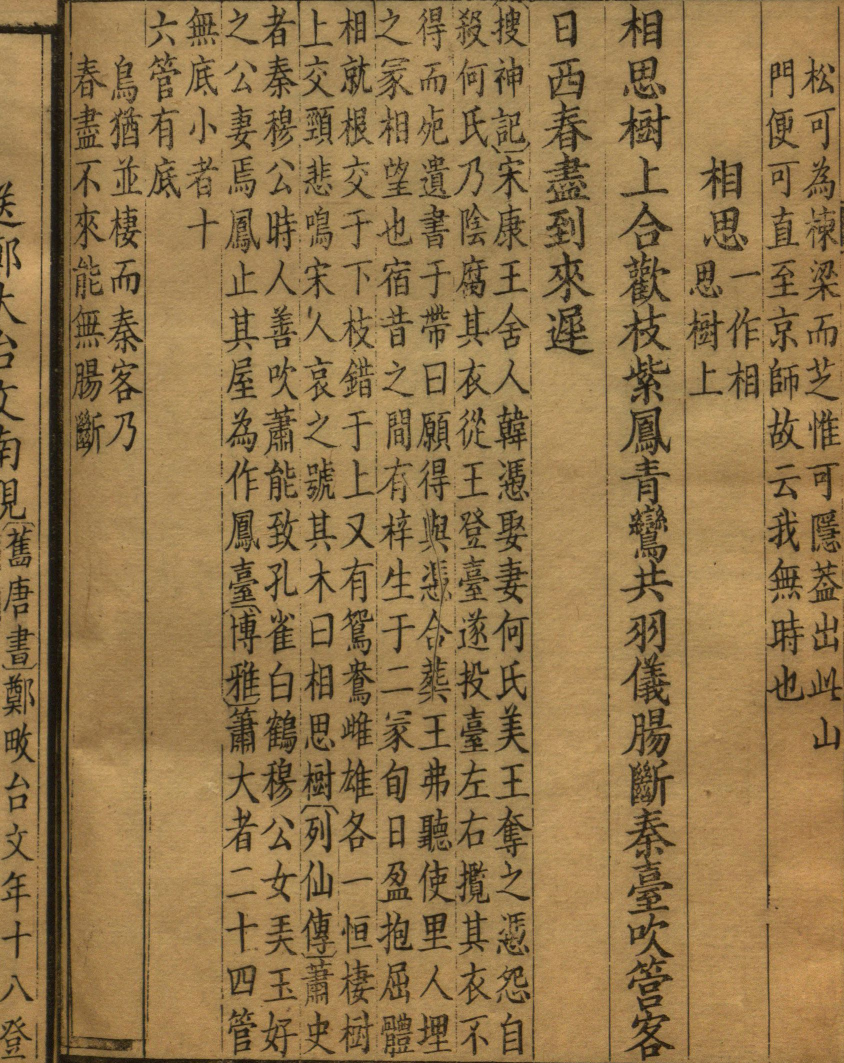 松可為棟梁而芝惟可隱蓋出此山
門便可直至京師故云我無時也
相思
一作相
思樹上
相思樹上合歡枝紫鳳青鸞共羽儀腸斷秦臺吹管客
日西春盡到來遲
搜神記宋康王舍人韓憑娶妻何氏美王奪之憑怨自
殺何氏乃陰腐其衣從王登臺遂投臺左右攬其衣不
得而死遺書于帶曰願得與憑合葬王弗聽使里人埋
之冢相望也宿昔之間有梓生于二冢旬日盈抱屈體
相就根交于下枝錯于上又有鴛鴦雌雄各一恒棲樹
上交頸悲鳴宋人哀之號其木曰相思樹列仙傳蕭史
者秦穆公時人善吹蕭能致孔雀白鶴穆公女弄玉好
之公妻焉鳳止其屋為作鳳臺博雅簫大者二十四管
無底小者十
六管有底
烏猶並棲而秦客乃
春盡不來能無腸斷
送鄭大台文南覲舊唐書鄭畋台文年十八登